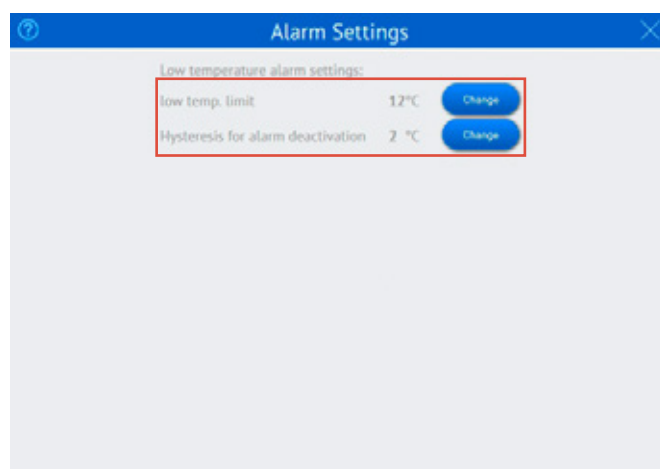 Alarm Settings
Low temperature alarm settings:
low temp. limit 12°C Change
Hysteresis for alarm deactivation 2 °C Change